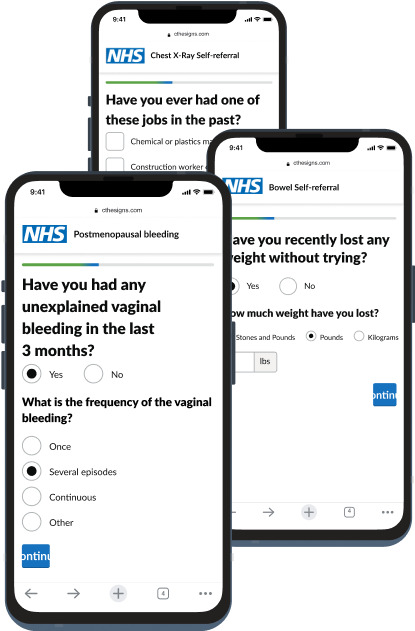 9:41
cthesigns.com
NHS Chest X-Ray Self-referral
Have you ever had one of
these jobs in the past?
Chemical or plastics
Construction worker
9:41
cthesigns.com
NHS Bowel Self-referral
ave you recently lost any
eight without trying?
Yes No
ow much weight have you lost?
Stones and Pounds Pounds Kilograms
lbs
ontinu
4
9:41
cthesigns.com
NHS Postmenopausal bleeding
Have you had any
unexplained vaginal
bleeding in the last
3 months?
Yes No
What is the frequency of the vaginal
bleeding?
Once
Several episodes
Continuous
Other
ontinu
4